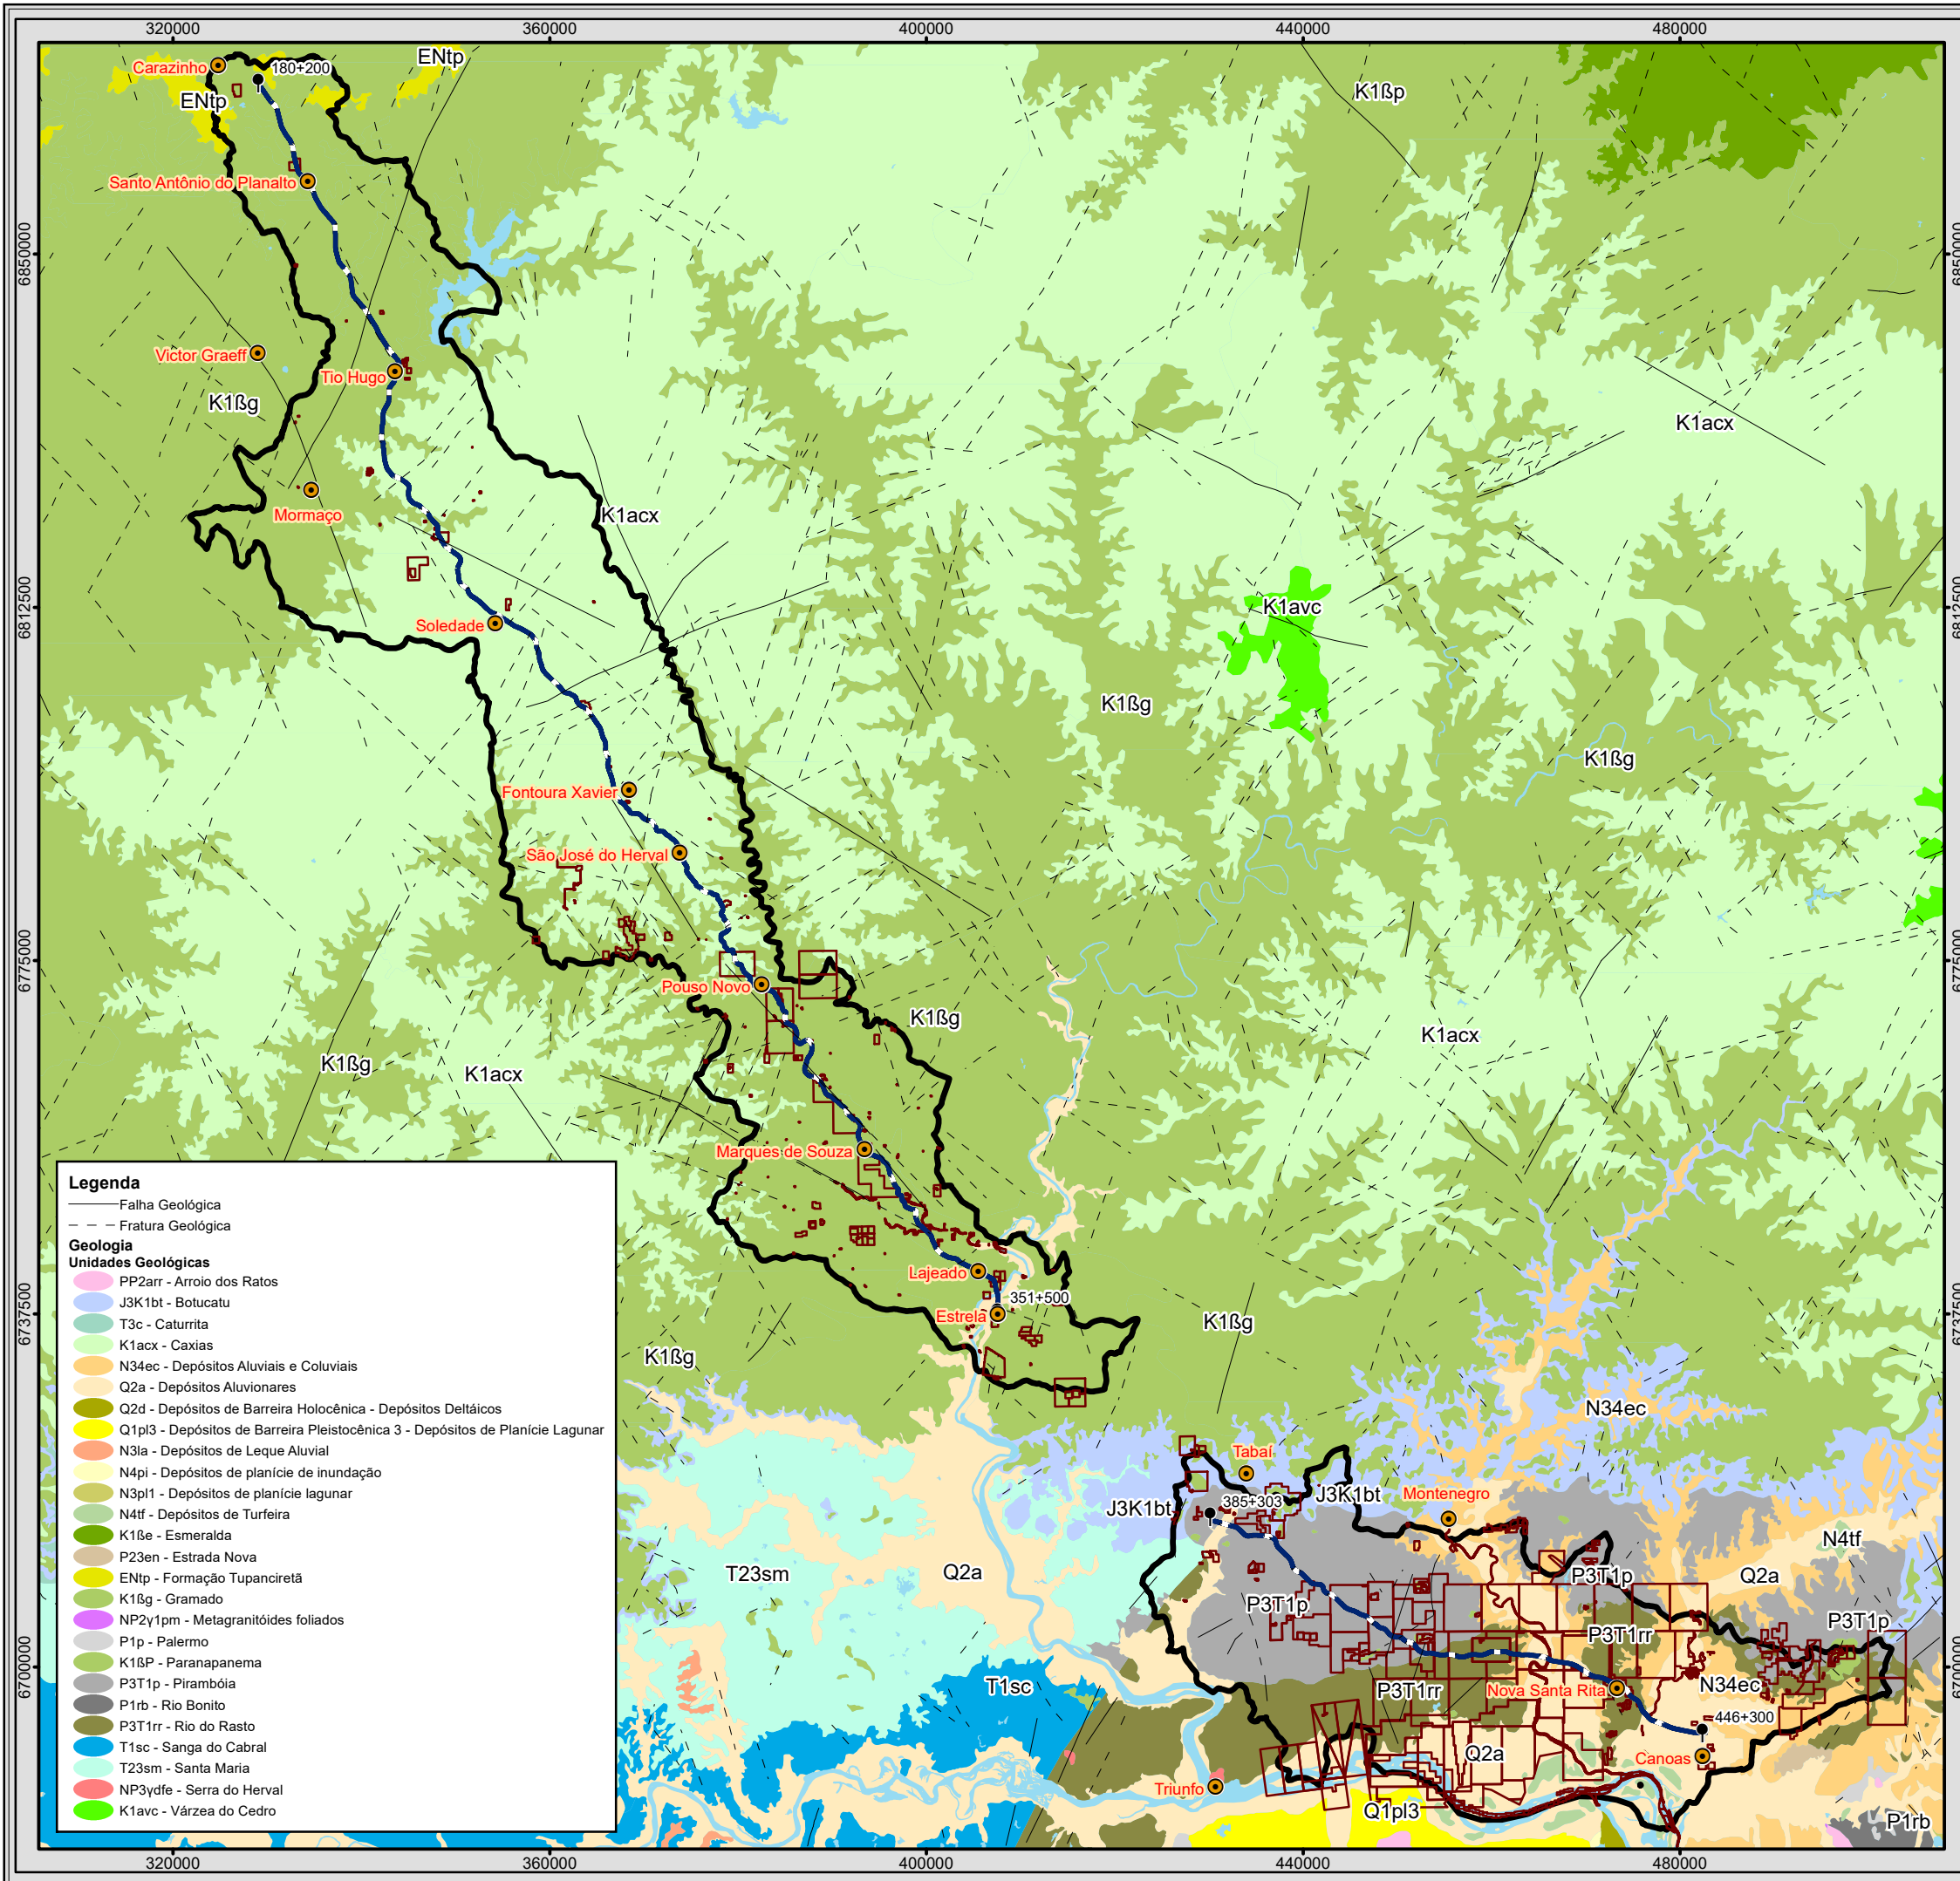 320000
360000
400000
440000
480000
ENtp
Carazinho
180+200
K1ßp
ENtp
Santo Antônio do Planalto
6850000
6850000
Victor Graeff
Tio Hugo
K1ßg
K1acx
Mormaço
K1acx
6812500
6812500
K1avc
Soledade
K1ßg
K1ßg
Fontoura Xavier
São José do Herval
6775000
6775000
Pouso Novo
K1ßg
K1acx
K1ßg
K1acx
Marques de Souza
Lajeado
351+500
Estrela
6737500
6737500
K1ßg
K1ßg
N34ec
Tabaí
Montenegro
J3K1bt
385+303
J3K1bt
N4tf
T23sm
Q2a
P3T1p
Q2a
P3T1p
P3T1p
P3T1rr
6700000
6700000
T1sc
P3T1rr
Nova Santa Rita
N34ec
446+300
Q2a
Canoas
Triunfo
Q1pl3
P1rb
Legenda
Falha Geológica
Fratura Geológica
Geologia
Unidades Geológicas
PP2arr - Arroio dos Ratos
J3K1bt - Botucatu
T3c - Caturrita
K1acx - Caxias
N34ec - Depósitos Aluviais e Coluviais
Q2a - Depósitos Aluvionares
Q2d - Depósitos de Barreira Holocênica - Depósitos Deltáicos
Q1pl3 - Depósitos de Barreira Pleistocênica 3 - Depósitos de Planície Lagunar
N3la - Depósitos de Leque Aluvial
N4pi - Depósitos de planície de inundação
N3pl1 - Depósitos de planície lagunar
N4tf - Depósitos de Turfeira
K1ße - Esmeralda
P23en - Estrada Nova
ENtp - Formação Tupanciretã
K1ßg - Gramado
NP2γ1pm - Metagranitóides foliados
P1p - Palermo
K1ßP - Paranapanema
P3T1p - Pirambóia
P1rb - Rio Bonito
P3T1rr - Rio do Rasto
T1sc - Sanga do Cabral
T23sm - Santa Maria
NP3γdfe - Serra do Herval
K1avc - Várzea do Cedro
320000
360000
400000
440000
480000